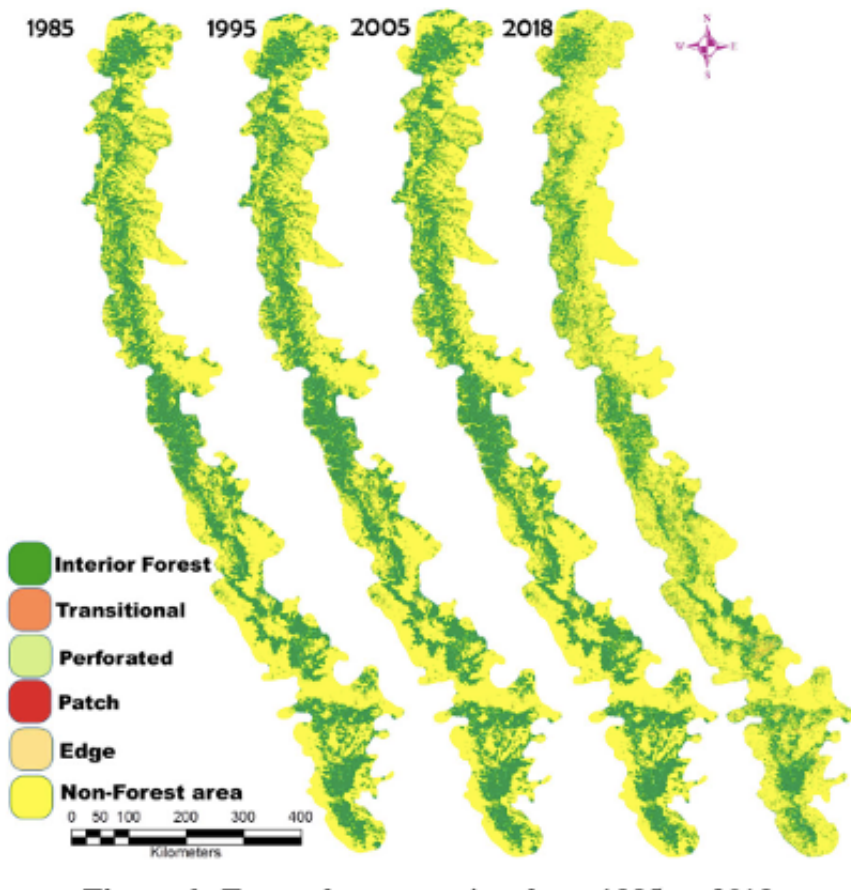 1985 1995 2005 2018
N
W E
S
Interior Forest
Transitional
Perforated
Patch
Edge
Non-Forest area
0 50 100 200 300 400
Kilometers